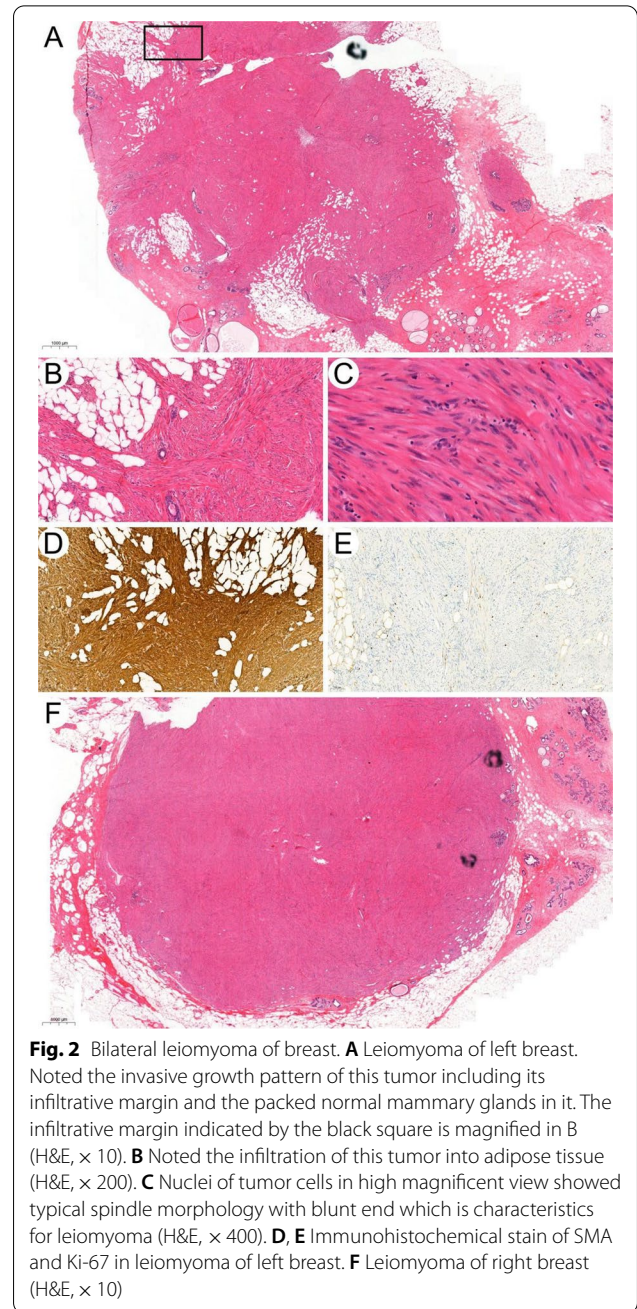 A
1000 µm
B
C
D
E
F
Fig. 2 Bilateral leiomyoma of breast. A Leiomyoma of left breast.
Noted the invasive growth pattern of this tumor including its
infiltrative margin and the packed normal mammary glands in it. The
infiltrative margin indicated by the black square is magnified in B
(H&E, × 10). B Noted the infiltration of this tumor into adipose tissue
(H&E, × 200). C Nuclei of tumor cells in high magnificent view showed
typical spindle morphology with blunt end which is characteristics
for leiomyoma (H&E, × 400). D, E Immunohistochemical stain of SMA
and Ki-67 in leiomyoma of left breast. F Leiomyoma of right breast
(H&E, × 10)